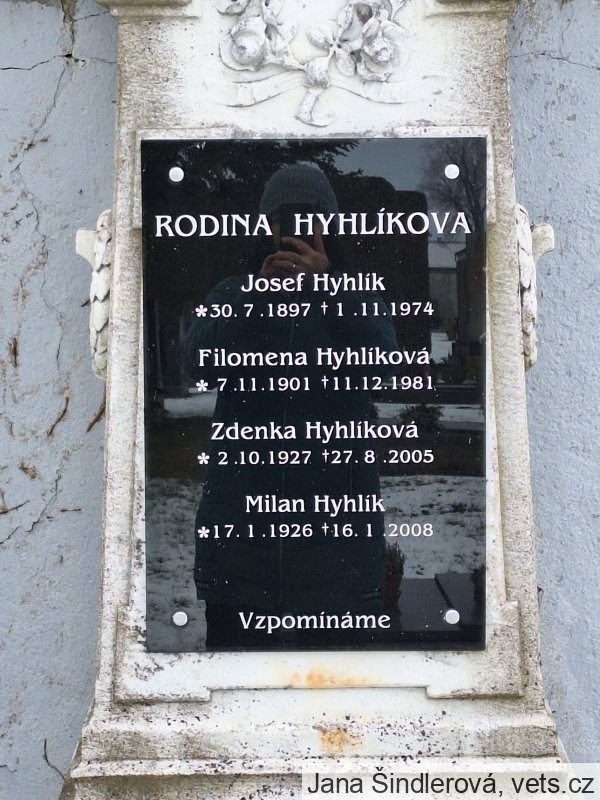 RODINA HYHLÍKOVA
Josef Hyhlík
*30. 7 .1897 †1 .11.1974
Filomena Hyhlíková
* 7.11.1901 †11.12.1981
Zdenka Hyhlíková
* 2 .10.1927 †27. 8 .2005
Milan Hyhlík
*17. 1 .1926 †16. 1 .2008
Vzpomínáme
Jana Šindlerová, vets.cz